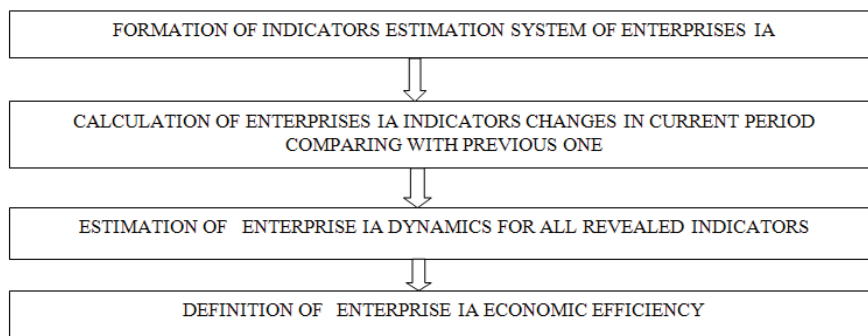 FORMATION OF INDICATORS ESTIMATION SYSTEM OF ENTERPRISES IA
CALCULATION OF ENTERPRISES IA INDICATORS CHANGES IN CURRENT PERIOD
COMPARING WITH PREVIOUS ONE
ESTIMATION OF ENTERPRISE IA DYNAMICS FOR ALL REVEALED INDICATORS
DEFINITION OF ENTERPRISE IA ECONOMIC EFFICIENCY